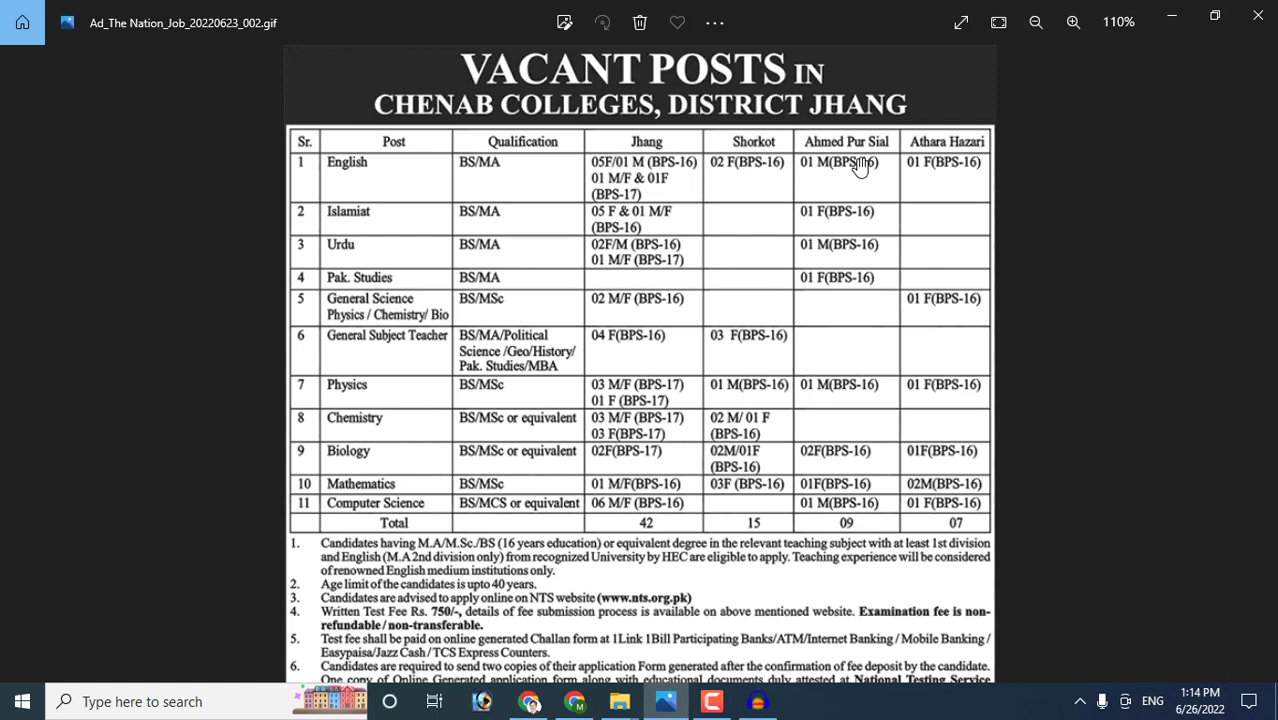 Ad_The Nation_Job_20220623_002.gif
110%
VACANT POSTS IN
CHENAB COLLEGES, DISTRICT JHANG
Sr. Post Qualification Jhang Shorkot Ahmed Pur Sial Athara Hazari
1 English BS/MA 05F/01 M (BPS-16) 02 F(BPS-16) 01 M(BPS-16) 01 F(BPS-16)
01 M/F & 01F
(BPS-17)
2 Islamiat BS/MA 05 F & 01 M/F 01 F(BPS-16)
(BPS-16)
3 Urdu BS/MA 02F/M (BPS-16) 01 M(BPS-16)
01 M/F (BPS-17)
4 Pak. Studies BS/MA 01 F(BPS-16)
5 General Science BS/MSc 02 M/F (BPS-16) 01 F(BPS-16)
Physics / Chemistry/ Bio
6 General Subject Teacher BS/MA/Political 04 F(BPS-16) 03 F(BPS-16)
Science /Geo/History/
Pak. Studies/MBA
7 Physics BS/MSc 03 M/F (BPS-17) 01 M(BPS-16) 01 M(BPS-16) 01 F(BPS-16)
01 F (BPS-17)
8 Chemistry BS/MSc or equivalent 03 M/F (BPS-17) 02 M/ 01 F
03 F(BPS-17) (BPS-16)
9 Biology BS/MSc or equivalent 02F(BPS-17) 02M/01F 02F(BPS-16) 01F(BPS-16)
(BPS-16)
10 Mathematics BS/MSc 01 M/F(BPS-16) 03F (BPS-16) 01F(BPS-16) 02M(BPS-16)
11 Computer Science BS/MCS or equivalent 06 M/F (BPS-16) 01 M(BPS-16) 01 F(BPS-16)
Total 42 15 09 07
1. Candidates having M.A/M.Sc./BS (16 years education) or equivalent degree in the relevant teaching subject with at least 1st division
and English (M.A 2nd division only) from recognized University by HEC are eligible to apply. Teaching experience will be considered
of renowned English medium institutions only.
2. Age limit of the candidates is upto 40 years.
3. Candidates are advised to apply online on NTS website (www.nts.org.pk)
4. Written Test Fee Rs. 750/-, details of fee submission process is available on above mentioned website. Examination fee is non-
refundable / non-transferable.
5. Test fee shall be paid on online generated Challan form at 1Link 1Bill Participating Banks/ATM/Internet Banking / Mobile Banking /
Easypaisa/Jazz Cash / TCS Express Counters.
6. Candidates are required to send two copies of their application Form generated after the confirmation of fee deposit by the candidate.
One copy of Online Generated application form along with educational documents duly attested at National Testing Service
Type here to search
ENG
1:14 PM
6/26/2022